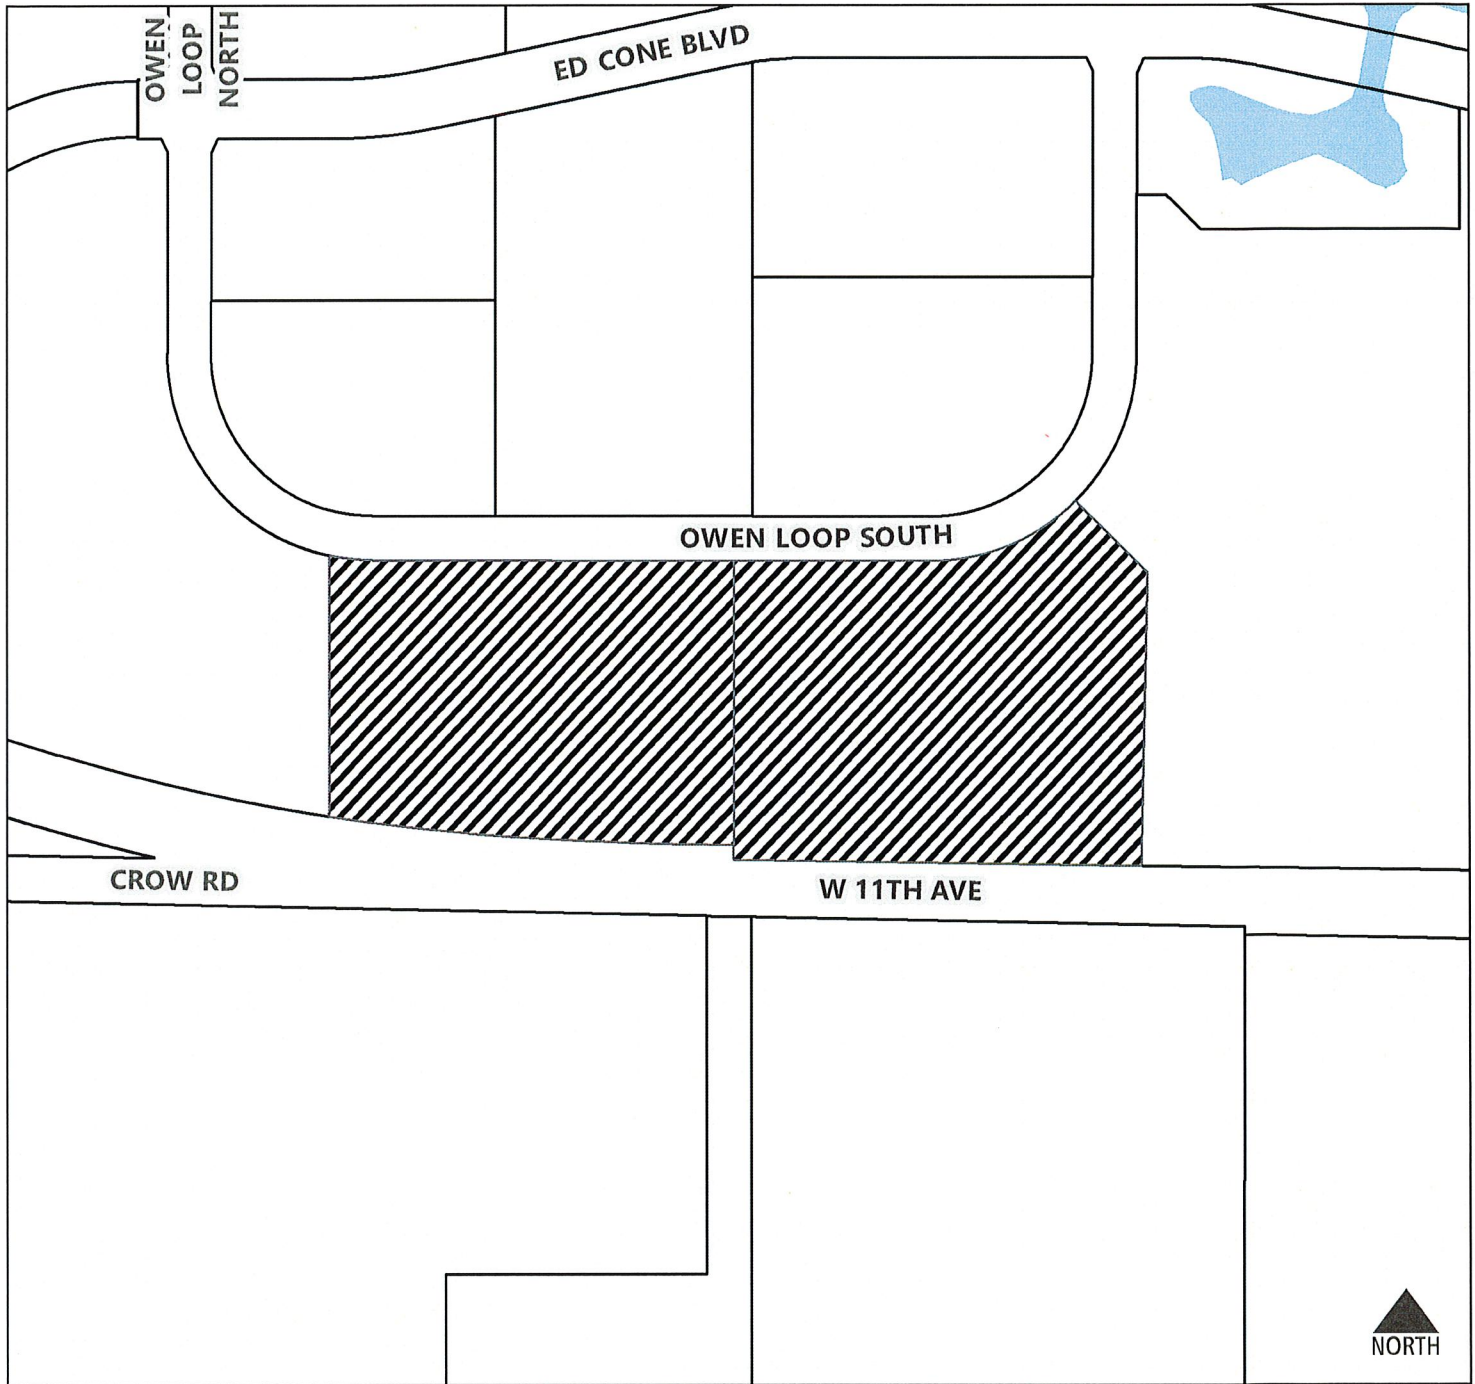 OWEN
LOOP
NORTH
ED CONE BLVD
OWEN LOOP SOUTH
CROW RD
W 11TH AVE
NORTH